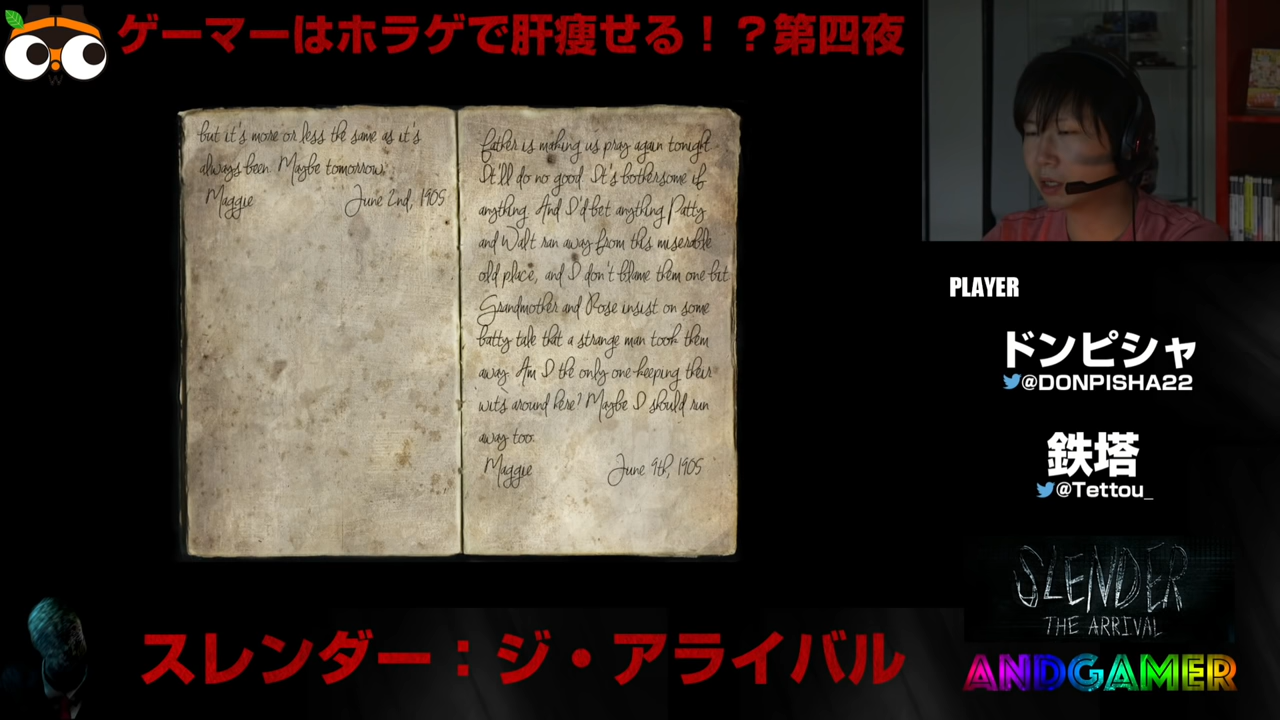 ゲーマーはホラゲで肝痩せる！？第四夜
but it's more or less the same as it's
always been. Maybe tomorrow.
Maggie June 2nd, 1905
Father is making us pray again tonight.
It'll do no good. It's bothersome if
anything. And I'd bet anything Patty
and Walt ran away from this miserable
old place, and I don't blame them one bit.
Grandmother and Rose insist on some
batty tale that a strange man took them
away. Am I the only one keeping their
wits around here? Maybe I should run
away too.
Maggie June 9th, 1905
PLAYER
ドンピシャ
@DONPISHA22
鉄塔
@Tettou_
SLENDER
THE ARRIVAL
スレンダー：ジ・アライバル
ANDGAMER